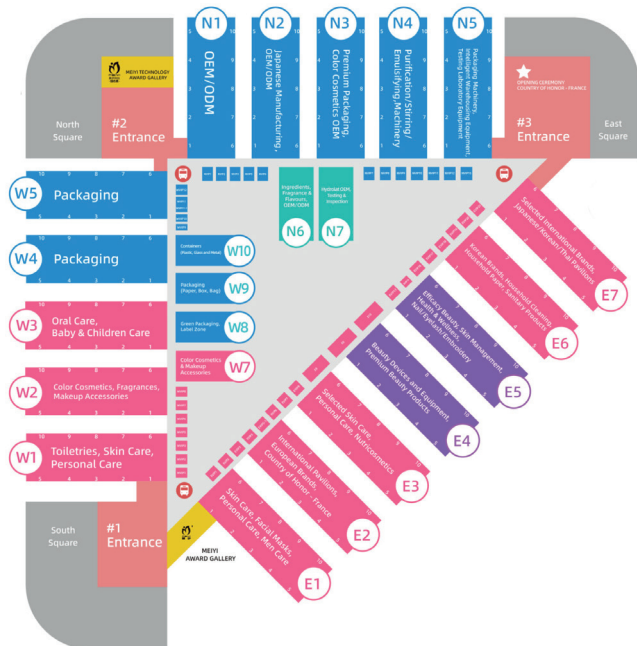 N1
N2
N3
N4
N5
OEM/ODM
Japanese Manufacturing,
OEM/ODM
Premium Packaging,
Color Cosmetics OEM
Purification/Stirring/
Emulsifying,Machinery
Packaging Machinery,
Intelligent Warehousing Equipment,
Testing Laboratory Equipment
MEIYI TECHNOLOGY
AWARD GALLERY
OPENING CEREMONY
COUNTRY OF HONOR - FRANCE
North
Square
#2
Entrance
#3
Entrance
East
Square
W5
Packaging
W4
Packaging
W3
Oral Care,
Baby & Children Care
W2
Color Cosmetics, Fragrances,
Makeup Accessories
W1
Toiletries, Skin Care,
Personal Care
Ingredients,
Fragrance &
Flavours,
OEM/ODM
N6
Hydrolat OEM,
Testing &
Inspection
N7
Containers
(Plastic, Glass and Metal)
W10
Packaging
(Paper, Box, Bag)
W9
Green Packaging,
Label Zone
W8
Color Cosmetics
& Makeup
Accessories
W7
Selected International Brands,
Japanese/Korean/Thai Pavilions
E7
Korean Brands, Household Cleaning,
Household Paper, Sanitary Products
E6
Efficacy Beauty, Skin Management,
Health & Wellness,
Nail/Eyelash/Embroidery
E5
Beauty Devices and Equipment
Premium Beauty Products
E4
Selected Skin Care,
Personal Care, Nutricosmetics
E3
International Pavilions,
European Brands,
Country of Honor - France
E2
Skin Care, Facial Masks,
Personal Care, Men Care
E1
South
Square
#1
Entrance
MEIYI
AWARD GALLERY